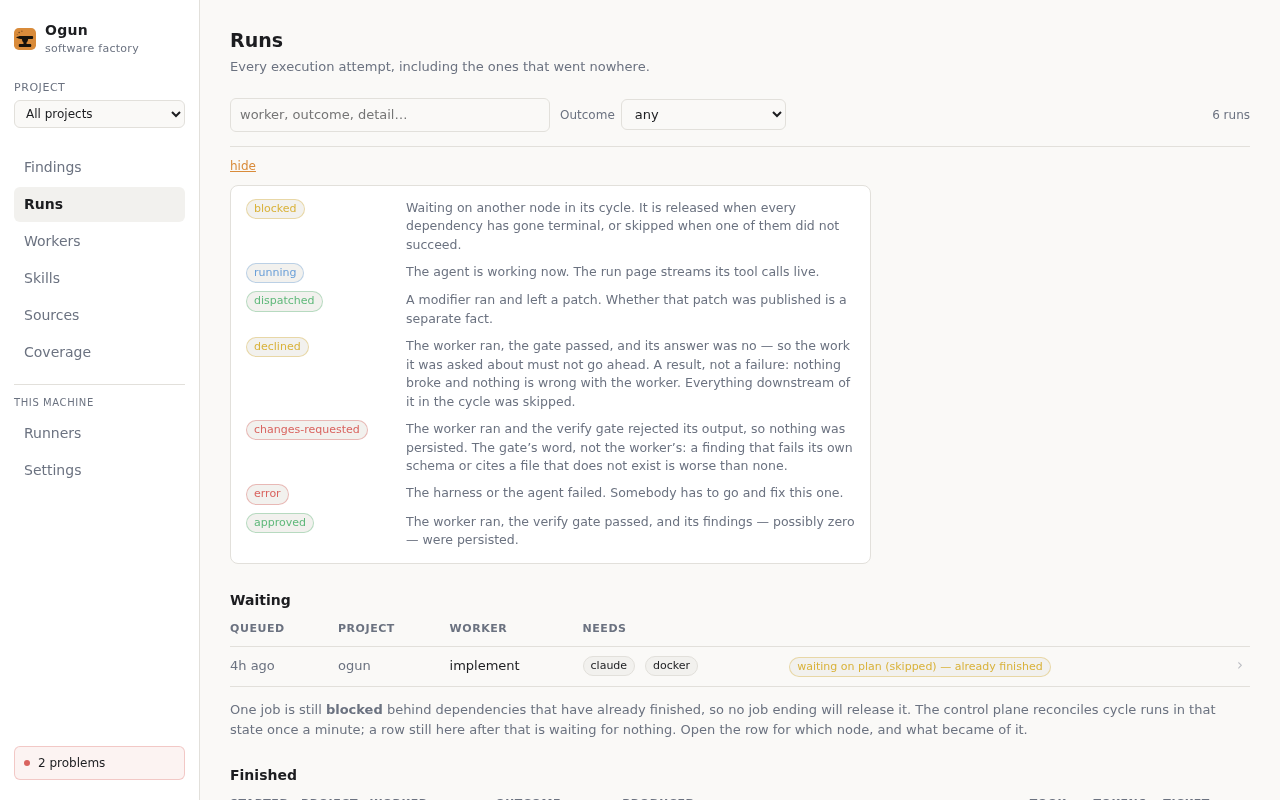 Ogun
software factory
PROJECT
All projects
Findings
Runs
Workers
Skills
Sources
Coverage
THIS MACHINE
Runners
Settings
2 problems
Runs
Every execution attempt, including the ones that went nowhere.
worker, outcome, detail…
Outcome
any
6 runs
hide
blocked
Waiting on another node in its cycle. It is released when every
dependency has gone terminal, or skipped when one of them did not
succeed.
running
The agent is working now. The run page streams its tool calls live.
dispatched
A modifier ran and left a patch. Whether that patch was published is a
separate fact.
declined
The worker ran, the gate passed, and its answer was no — so the work
it was asked about must not go ahead. A result, not a failure: nothing
broke and nothing is wrong with the worker. Everything downstream of
it in the cycle was skipped.
changes-requested
The worker ran and the verify gate rejected its output, so nothing was
persisted. The gate’s word, not the worker’s: a finding that fails its own
schema or cites a file that does not exist is worse than none.
error
The harness or the agent failed. Somebody has to go and fix this one.
approved
The worker ran, the verify gate passed, and its findings — possibly zero
— were persisted.
Waiting
QUEUED PROJECT WORKER NEEDS
4h ago ogun implement claude docker waiting on plan (skipped) — already finished ›
One job is still blocked behind dependencies that have already finished, so no job ending will release it. The control plane reconciles cycle runs in that
state once a minute; a row still here after that is waiting for nothing. Open the row for which node, and what became of it.
Finished
STARTED PROJECT WORKER OUTCOME PRODUCED TOOK TOKENS TICKET